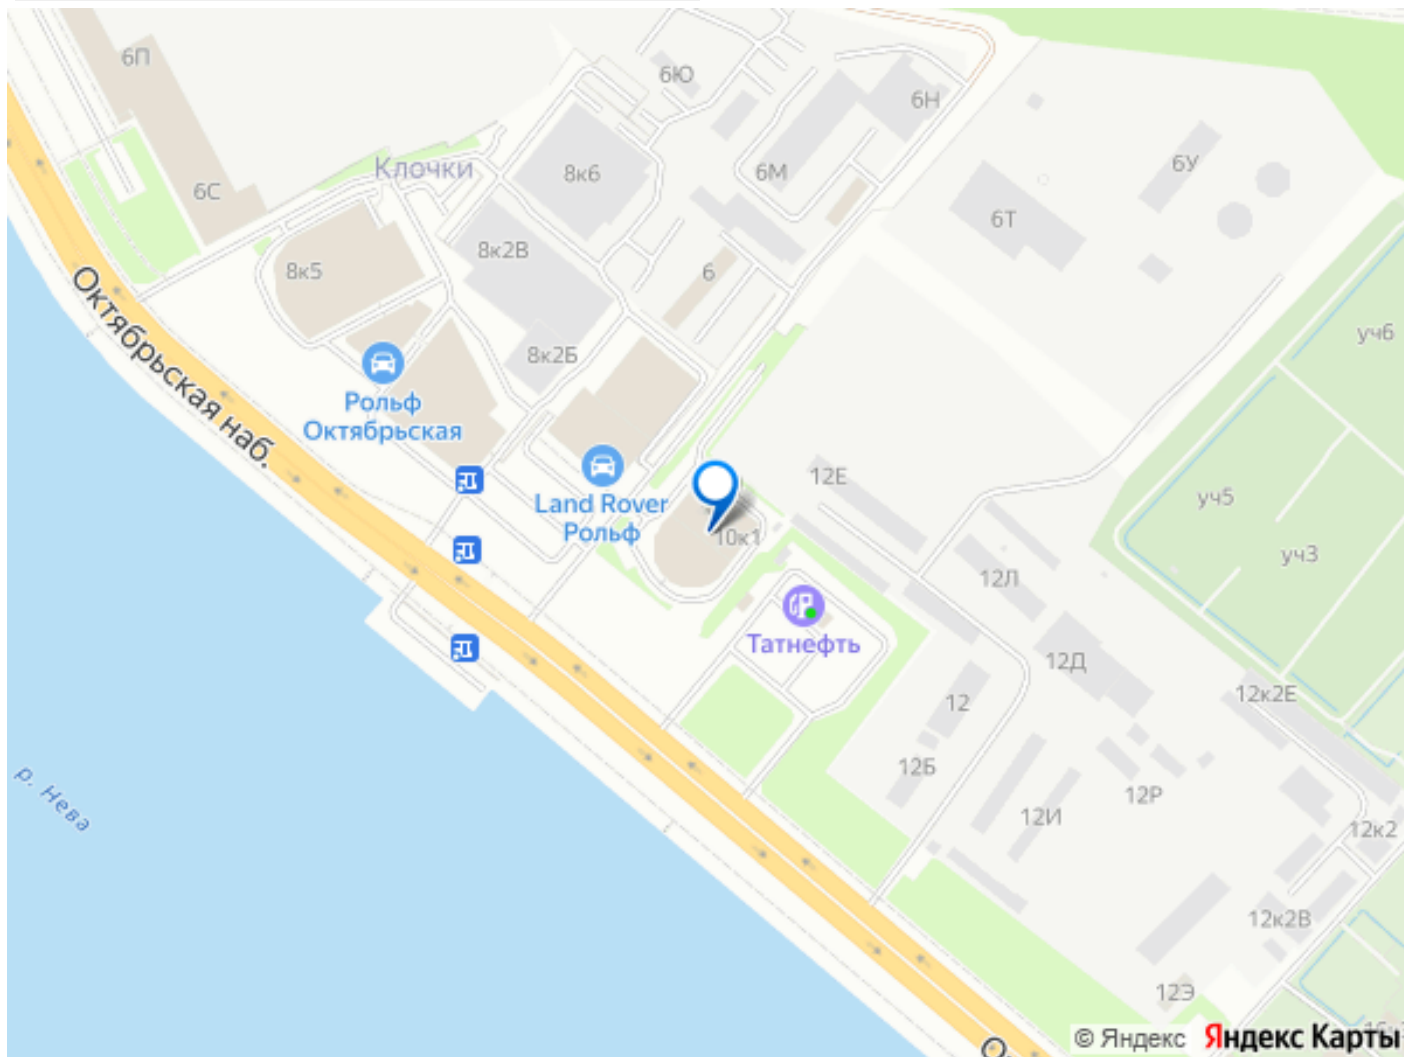 6П
6Ю
6Н
Клочки
8к6
6М
6У
6С
6Т
8к2В
8к5
6
Октябрьская наб.
уч6
8к2Б
Рольф
Октябрьская
12Е
уч5
Land Rover
Рольф
10к1
уч3
12Л
Татнефть
12Д
12к2Е
12
12Б
р. Нева
12Р
12И
12к2
12к2В
12Э
© Яндекс
Яндекс Карты